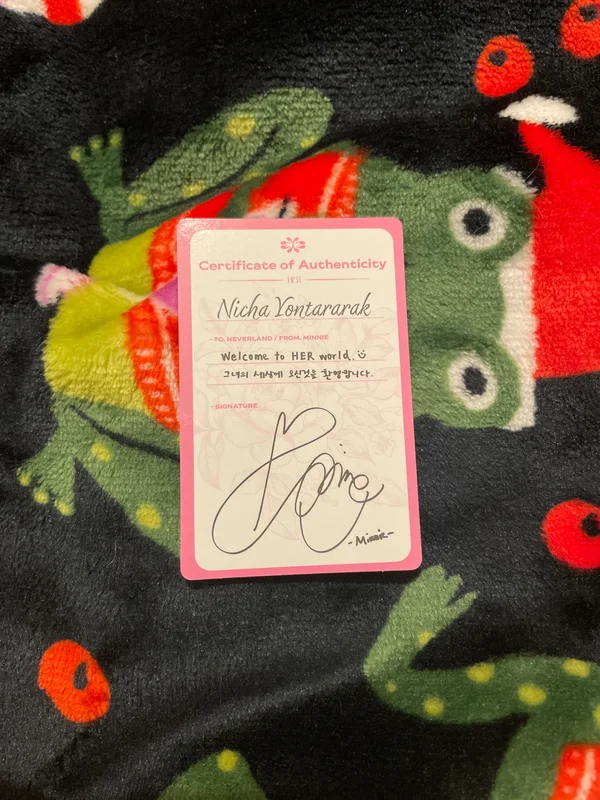 Certificate of Authenticity
Nicha Yontararak
TO. NEVERLAND / FROM. MINNIE
Welcome to HER world.
그녀의 세상에 오신것을 환영합니다.
SIGNATURE
-Minnie-